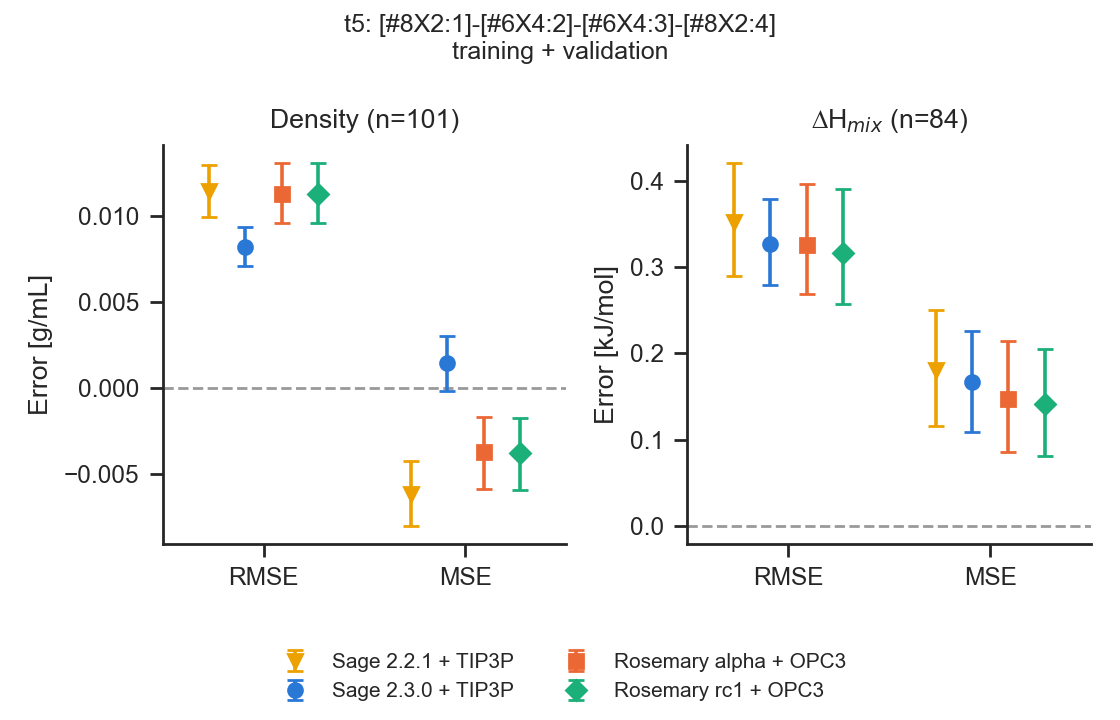 t5: [#8X2:1]-[#6X4:2]-[#6X4:3]-[#8X2:4]
training + validation
Density (n=101)
0.010
0.005
0.000
−0.005
Error [g/mL]
RMSE
MSE
ΔHmix (n=84)
0.4
0.3
0.2
0.1
0.0
Error [kJ/mol]
RMSE
MSE
Sage 2.2.1 + TIP3P
Sage 2.3.0 + TIP3P
Rosemary alpha + OPC3
Rosemary rc1 + OPC3